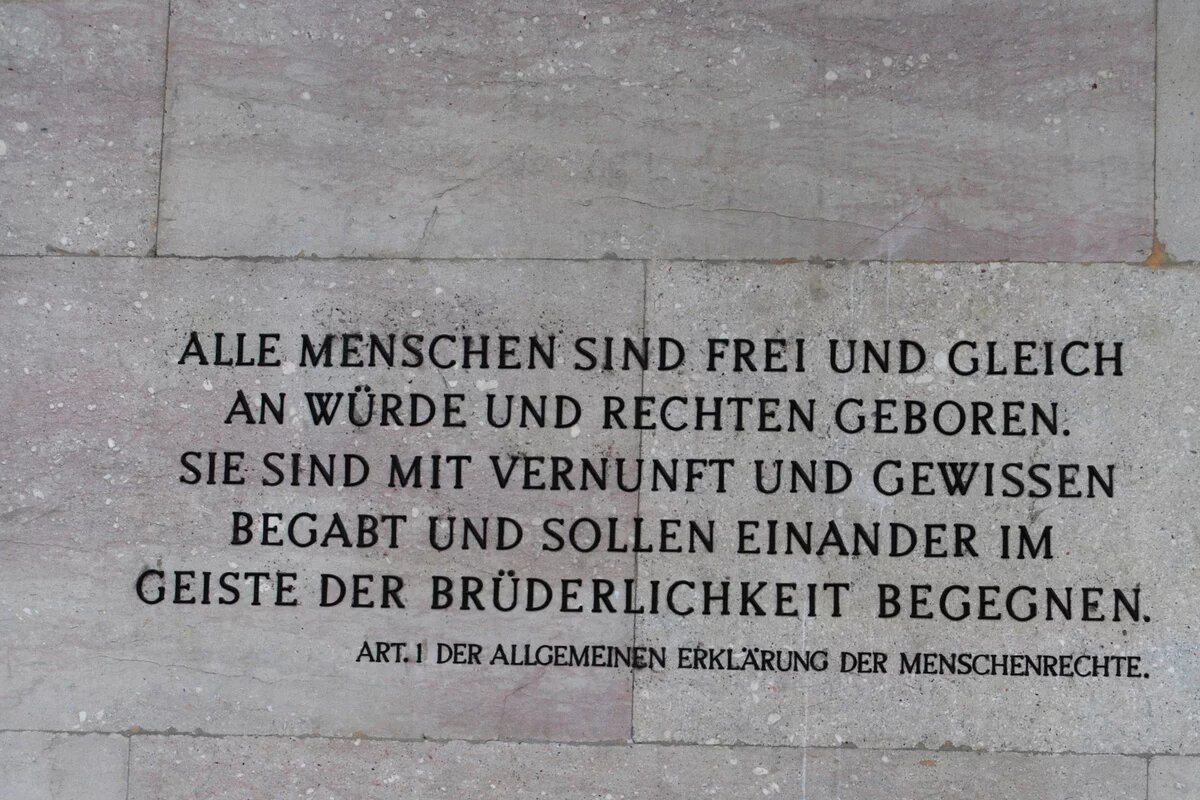 ALLE MENSCHEN SIND FREI UND GLEICH
AN WÜRDE UND RECHTEN GEBOREN.
SIE SIND MIT VERNUNFT UND GEWISSEN
BEGABT UND SOLLEN EINANDER IM
GEISTE DER BRÜDERLICHKEIT BEGEGNEN.
ART. 1 DER ALLGEMEINEN ERKLÄRUNG DER MENSCHENRECHTE.